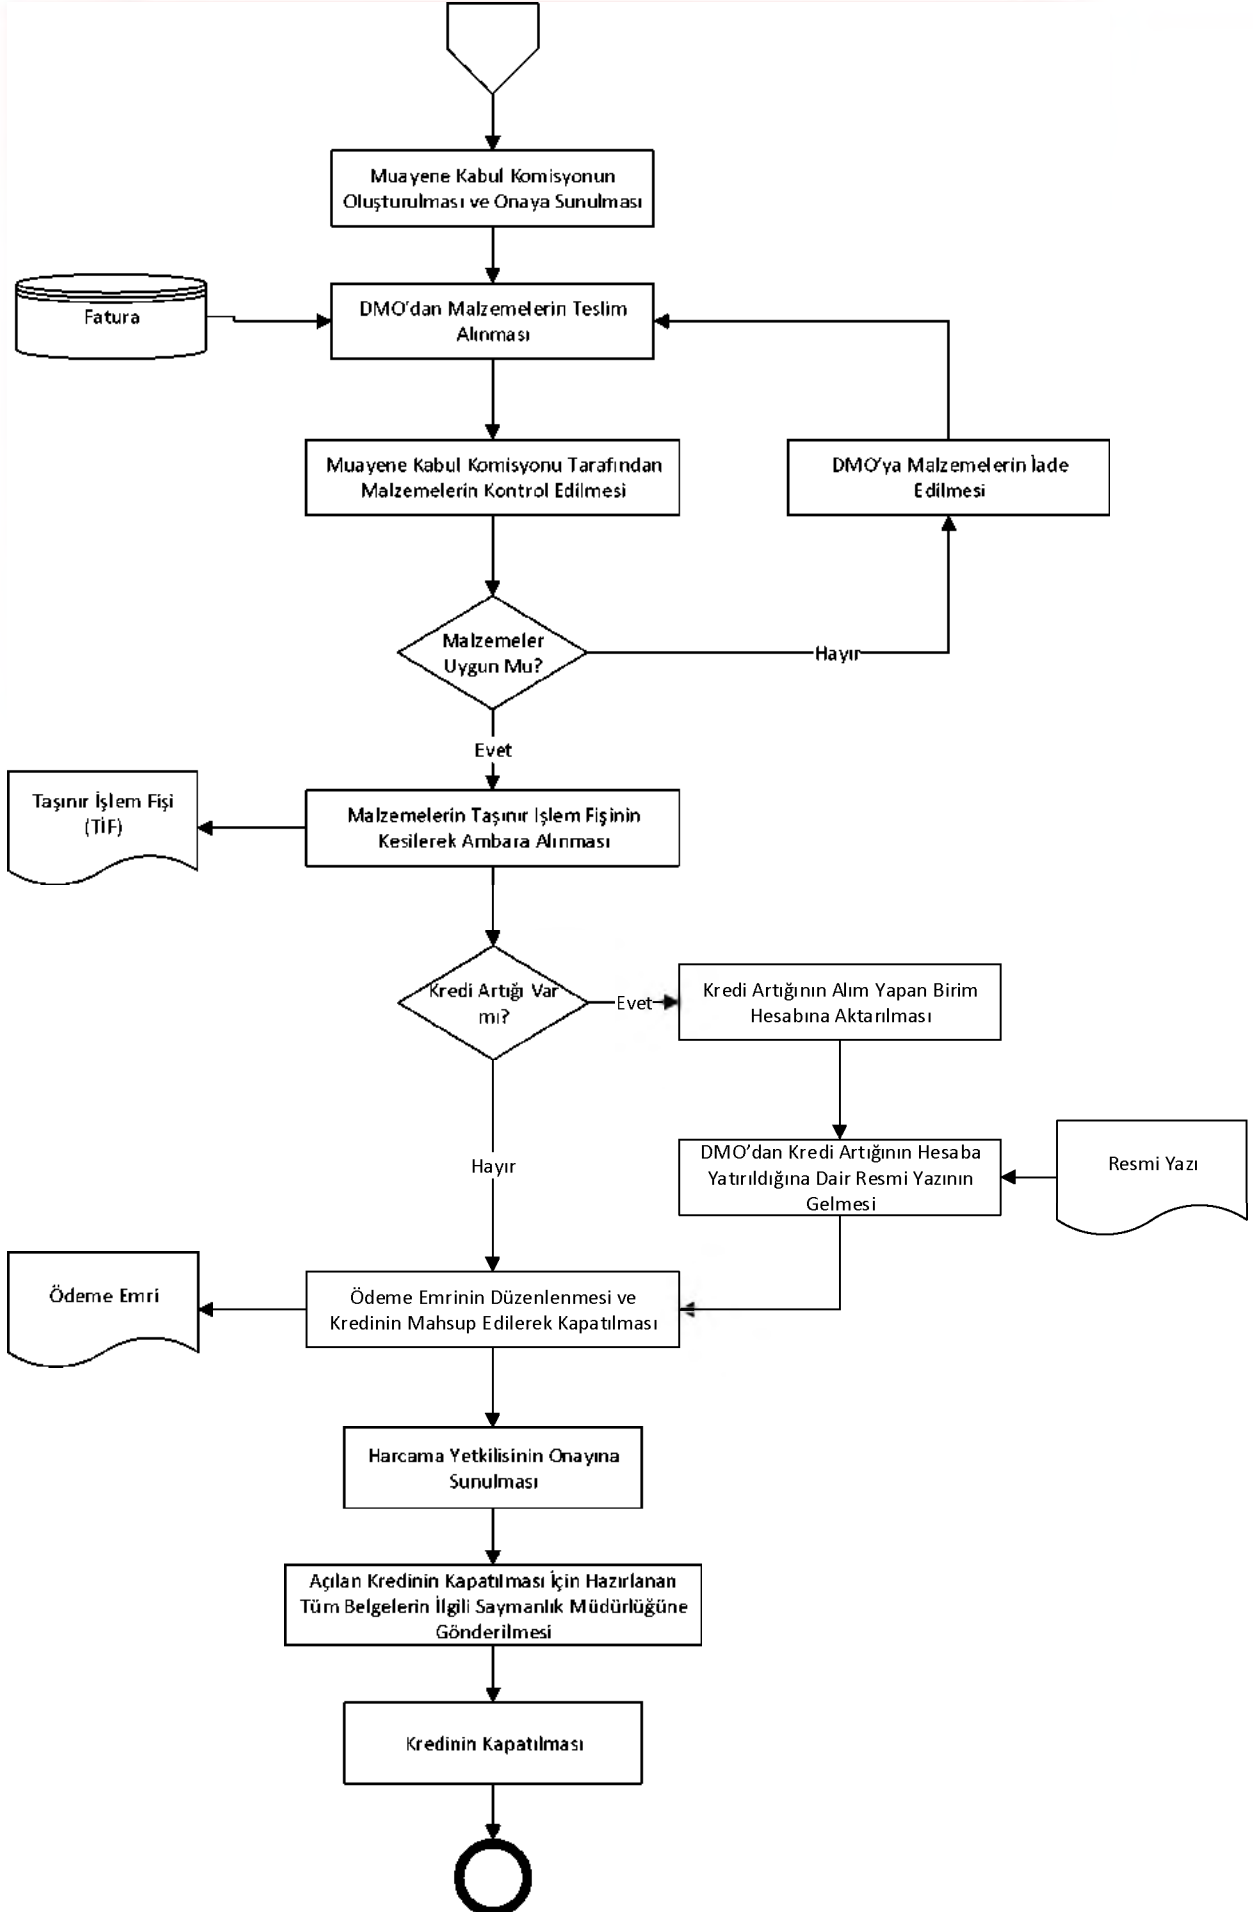 Muayene Kabul Komisyonun
Oluşturulması ve Onaya Sunulması
Fatura
DMO'dan Malzemelerin Teslim
Alınması
Muayene Kabul Komisyonu Tarafından
Malzemelerin Kontrol Edilmesi
DMO'ya Malzemelerin İade
Edilmesi
Malzemeler
Uygun Mu?
Hayır
Evet
Taşınır İşlem Fişi
(TİF)
Malzemelerin Taşınır İşlem Fişinin
Kesilerek Ambara Alınması
Kredi Artığı Var
mı?
Evet
Kredi Artığının Alım Yapan Birim
Hesabına Aktarılması
Hayır
DMO'dan Kredi Artığının Hesaba
Yatırıldığına Dair Resmi Yazının
Gelmesi
Resmi Yazı
Ödeme Emri
Ödeme Emrinin Düzenlenmesi ve
Kredinin Mahsup Edilerek Kapatılması
Harcama Yetkilisinin Onayına
Sunulması
Açılan Kredinin Kapatılması İçin Hazırlanan
Tüm Belgelerin İlgili Saymanlık Müdürlüğüne
Gönderilmesi
Kredinin Kapatılması